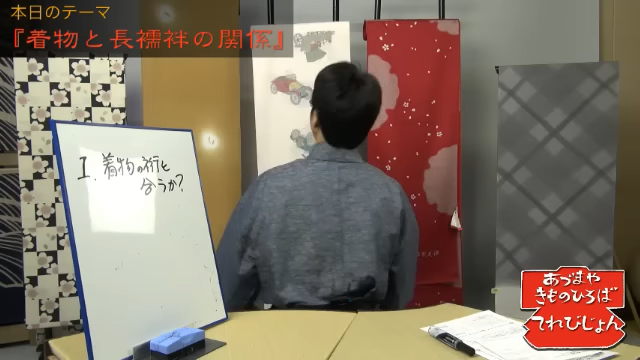 本日のテーマ
『着物と長襦袢の関係』
I. 着物の裄と
合うか?
あづまや
きものひろば
てれびじょん